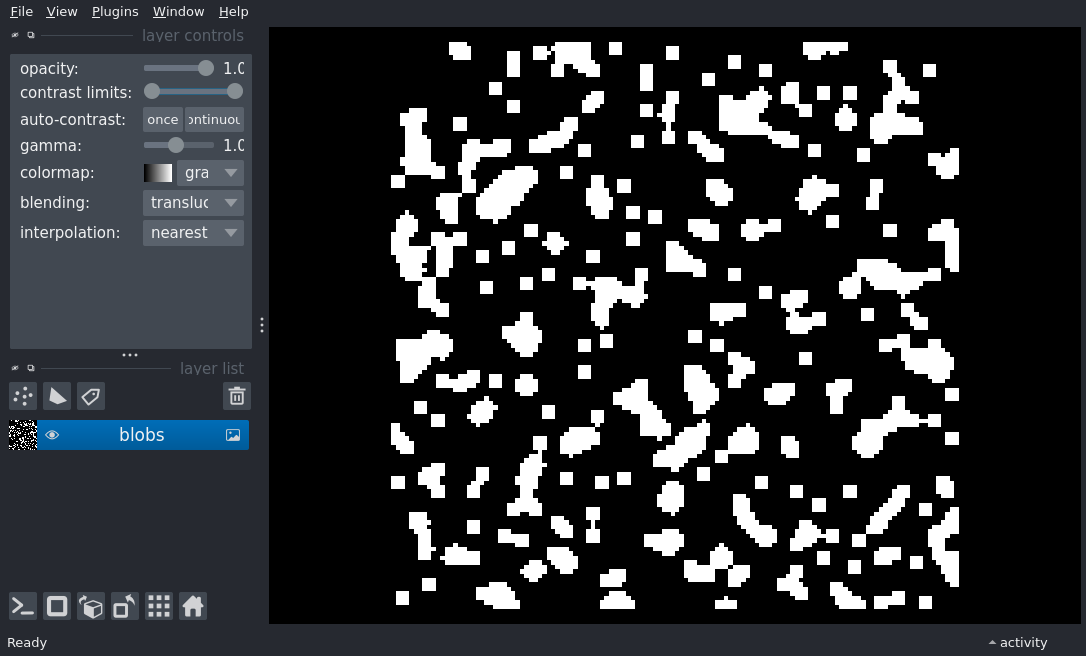 File View Plugins Window Help
layer controls
opacity: 1.0
contrast limits:
auto-contrast: once ontinuou
gamma: 1.0
colormap: gra
blending: transluc
interpolation: nearest
layer list
blobs
Ready
activity